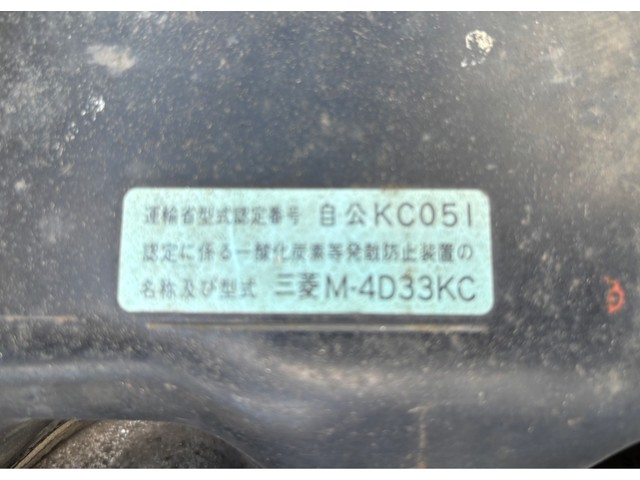 運輸省型式認定番号 自公KC051
認定に係る一酸化炭素等発散防止装置の
名称及び型式 三菱M-4D33KC